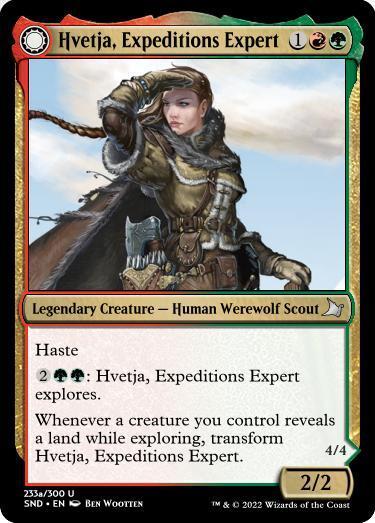 Hvetja, Expeditions Expert 1
Legendary Creature — Human Werewolf Scout
Haste
2: Hvetja, Expeditions Expert
explores.
Whenever a creature you control reveals
a land while exploring, transform
Hvetja, Expeditions Expert.
4/4
2/2
233a/300 U
SND • EN Ben Wootten
™ & © 2022 Wizards of the Coast